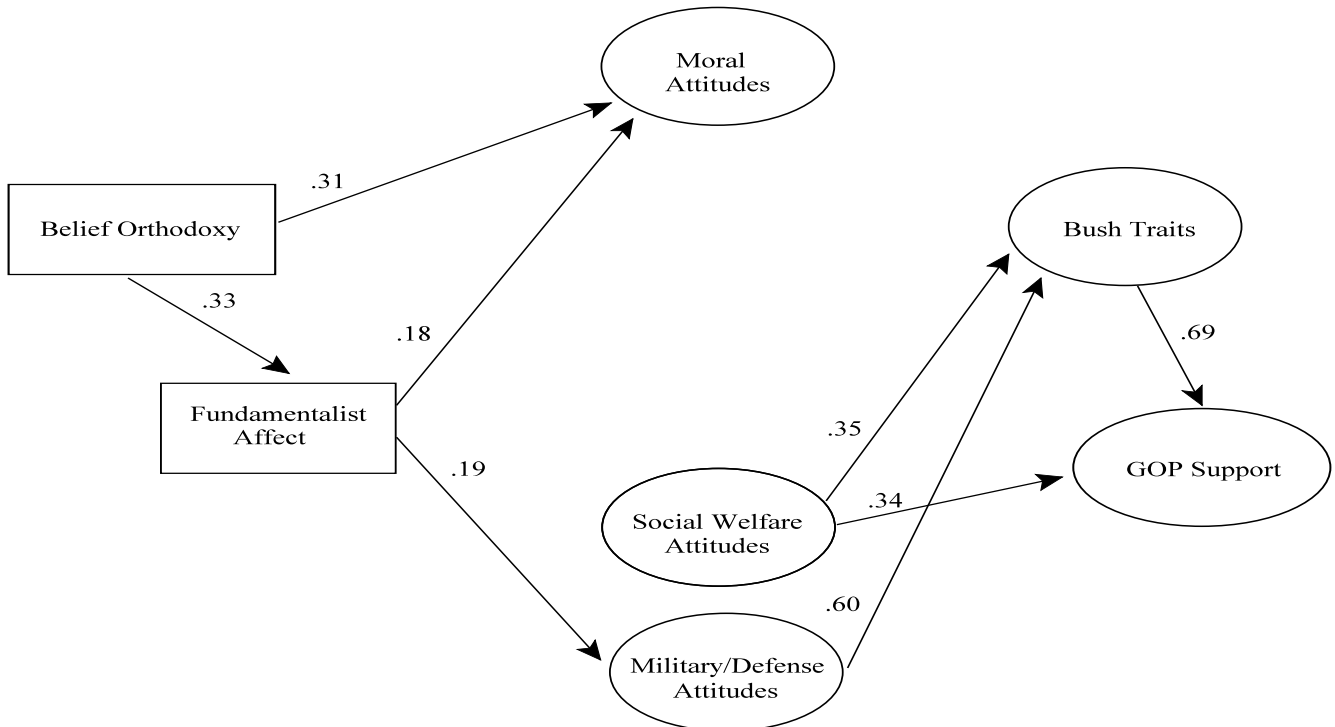 Moral
Attitudes
.31
Belief Orthodoxy
Bush Traits
.33
.18
.69
Fundamentalist
Affect
.35
.19
GOP Support
.34
Social Welfare
Attitudes
.60
Military/Defense
Attitudes